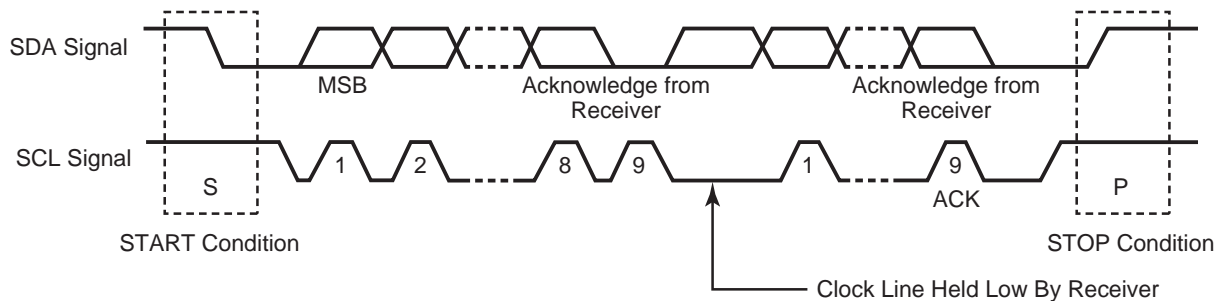 SDA Signal
MSB
Acknowledge from
Receiver
Acknowledge from
Receiver
SCL Signal
S
1
2
8
9
1
9
ACK
P
START Condition
STOP Condition
Clock Line Held Low By Receiver